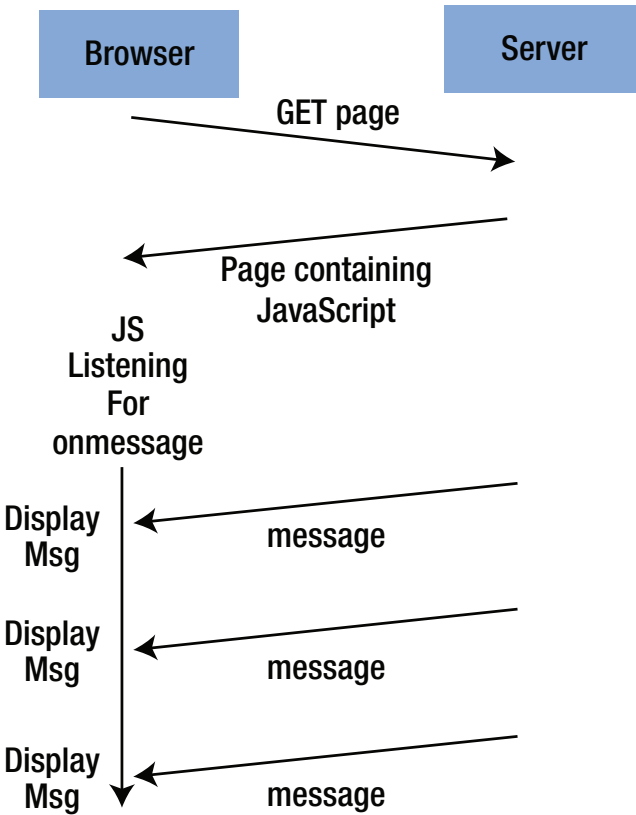 Browser
Server
GET page
Page containing
JavaScript
JS
Listening
For
onmessage
Display
Msg
message
Display
Msg
message
Display
Msg
message